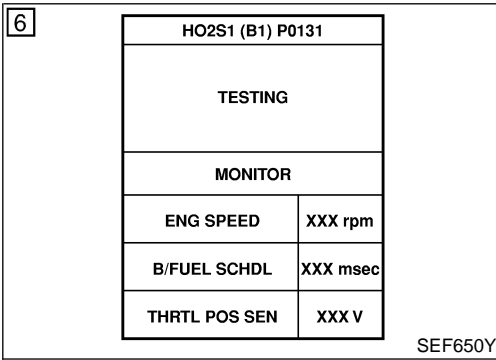 6
HO2S1 (B1) P0131
TESTING
MONITOR
ENG SPEED XXX rpm
B/FUEL SCHDL XXX msec
THRTL POS SEN XXX V
SEF650Y